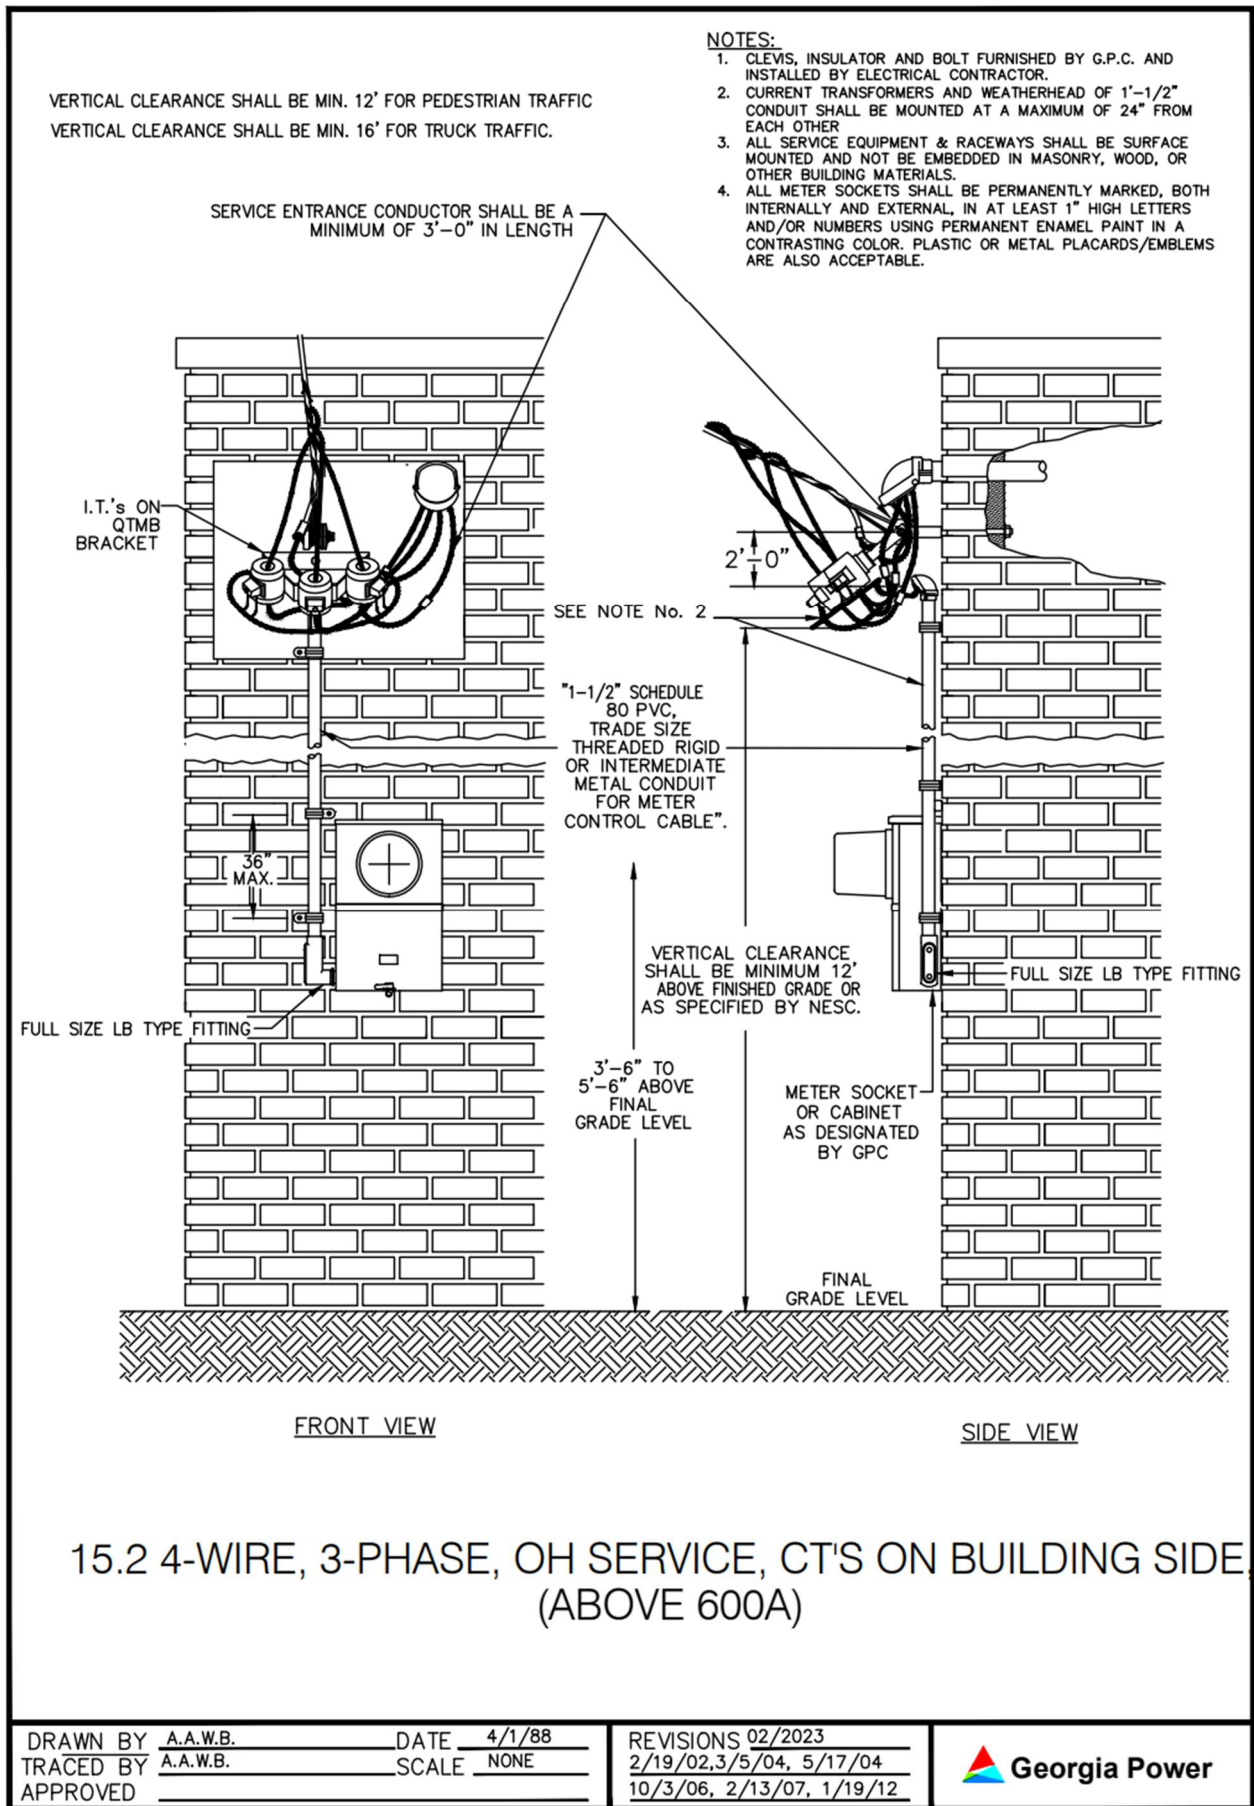 VERTICAL CLEARANCE SHALL BE MIN. 12' FOR PEDESTRIAN TRAFFIC
VERTICAL CLEARANCE SHALL BE MIN. 16' FOR TRUCK TRAFFIC.
NOTES:
1. CLEVIS, INSULATOR AND BOLT FURNISHED BY G.P.C. AND
INSTALLED BY ELECTRICAL CONTRACTOR.
2. CURRENT TRANSFORMERS AND WEATHERHEAD OF 1'-1/2"
CONDUIT SHALL BE MOUNTED AT A MAXIMUM OF 24" FROM
EACH OTHER
3. ALL SERVICE EQUIPMENT & RACEWAYS SHALL BE SURFACE
MOUNTED AND NOT BE EMBEDDED IN MASONRY, WOOD, OR
OTHER BUILDING MATERIALS.
4. ALL METER SOCKETS SHALL BE PERMANENTLY MARKED, BOTH
INTERNALLY AND EXTERNAL, IN AT LEAST 1" HIGH LETTERS
AND/OR NUMBERS USING PERMANENT ENAMEL PAINT IN A
CONTRASTING COLOR. PLASTIC OR METAL PLACARDS/EMBLEMS
ARE ALSO ACCEPTABLE.
SERVICE ENTRANCE CONDUCTOR SHALL BE A
MINIMUM OF 3'-0" IN LENGTH
I.T.'s ON
QTMB
BRACKET
2'-0"
SEE NOTE No. 2
"1-1/2" SCHEDULE
80 PVC,
TRADE SIZE
THREADED RIGID
OR INTERMEDIATE
METAL CONDUIT
FOR METER
CONTROL CABLE".
36"
MAX.
VERTICAL CLEARANCE
SHALL BE MINIMUM 12'
ABOVE FINISHED GRADE OR
AS SPECIFIED BY NESC.
FULL SIZE LB TYPE FITTING
FULL SIZE LB TYPE FITTING
3'-6" TO
5'-6" ABOVE
FINAL
GRADE LEVEL
METER SOCKET
OR CABINET
AS DESIGNATED
BY GPC
FINAL
GRADE LEVEL
FRONT VIEW
SIDE VIEW
15.2 4-WIRE, 3-PHASE, OH SERVICE, CT'S ON BUILDING SIDE,
(ABOVE 600A)
DRAWN BY A.A.W.B. DATE 4/1/88
TRACED BY A.A.W.B. SCALE NONE
APPROVED
REVISIONS 02/2023
2/19/02,3/5/04, 5/17/04
10/3/06, 2/13/07, 1/19/12
Georgia Power